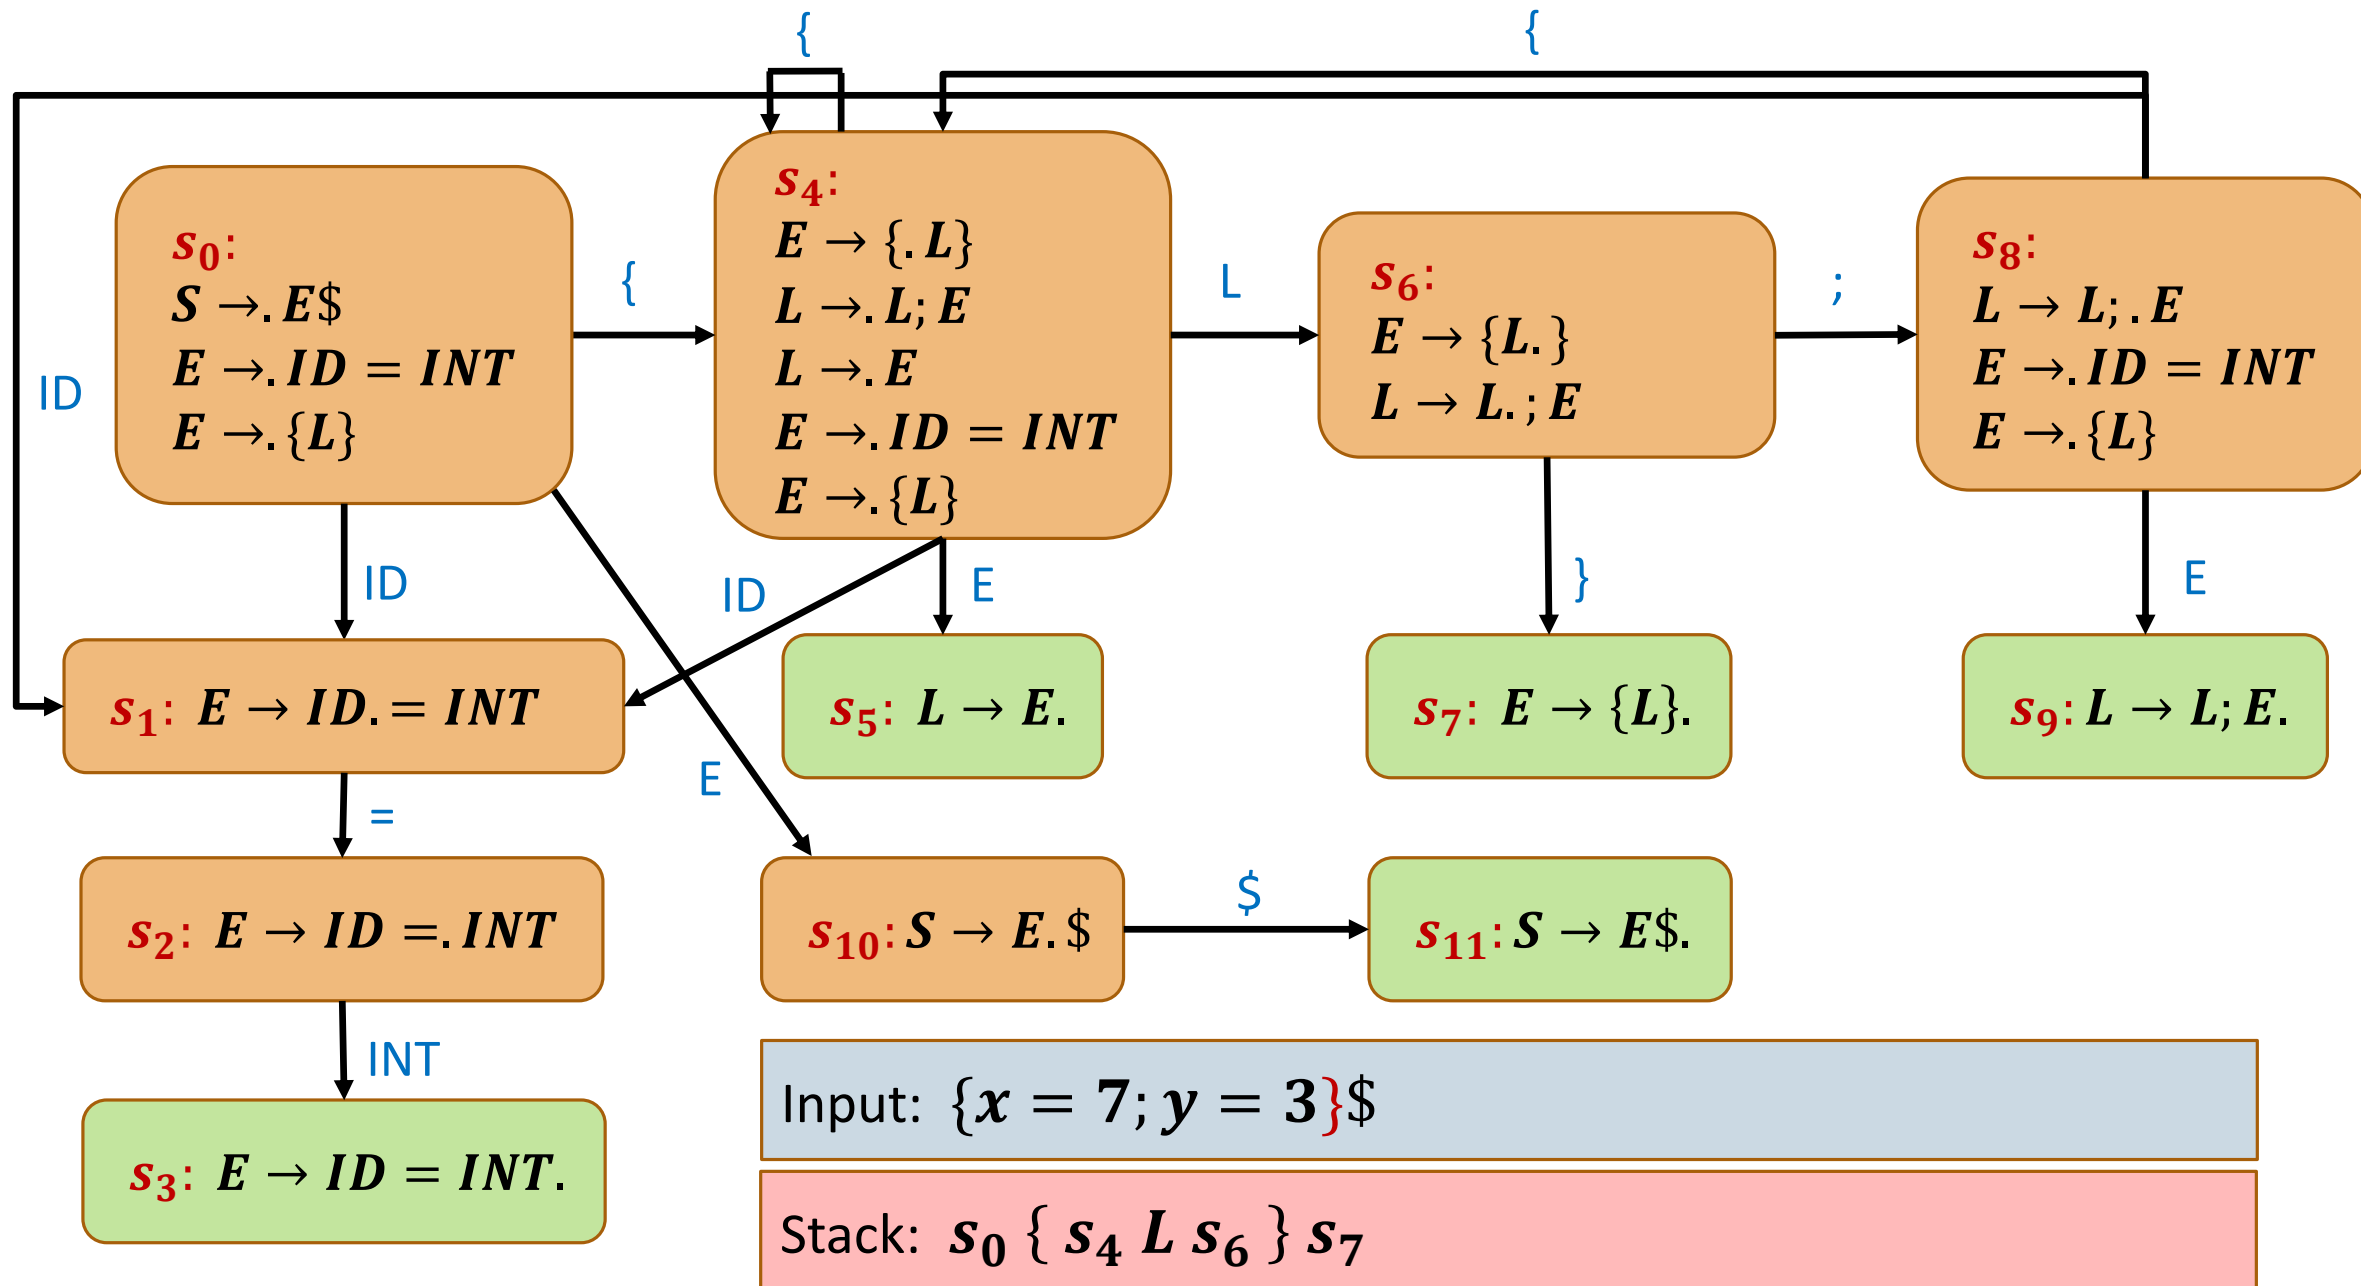 {
{
s₀:
S →. E$
E →. ID = INT
E →. {L}
{
s₄:
E → {. L}
L →. L; E
L →. E
E →. ID = INT
E →. {L}
L
s₆:
E → {L. }
L → L. ; E
;
s₈:
L → L; . E
E →. ID = INT
E →. {L}
ID
ID
ID
E
}
E
s₁: E → ID. = INT
s₅: L → E.
s₇: E → {L}.
s₉: L → L; E.
=
E
s₂: E → ID =. INT
s₁₀: S → E. $
$
s₁₁: S → E$.
INT
s₃: E → ID = INT.
Input: {x = 7; y = 3}$
Stack: s₀ { s₄ L s₆ } s₇